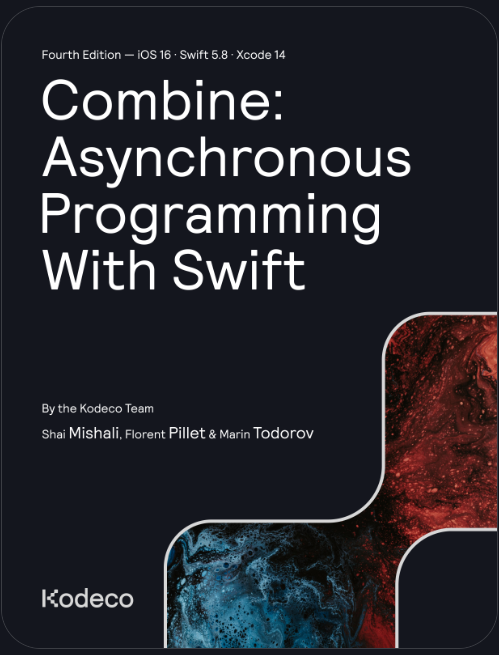 Fourth Edition — iOS 16 · Swift 5.8 · Xcode 14
Combine:
Asynchronous
Programming
With Swift
By the Kodeco Team
Shai Mishali, Florent Pillet & Marin Todorov
Kodeco